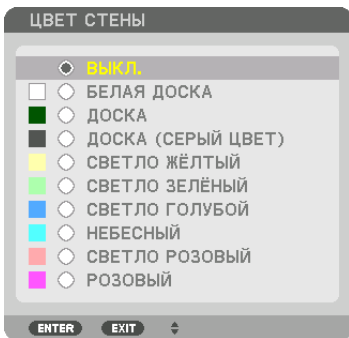 ЦВЕТ СТЕНЫ
ВЫКЛ.
БЕЛАЯ ДОСКА
ДОСКА
ДОСКА (СЕРЫЙ ЦВЕТ)
СВЕТЛО ЖЁЛТЫЙ
СВЕТЛО ЗЕЛЁНЫЙ
СВЕТЛО ГОЛУБОЙ
НЕБЕСНЫЙ
СВЕТЛО РОЗОВЫЙ
РОЗОВЫЙ
ENTER EXIT